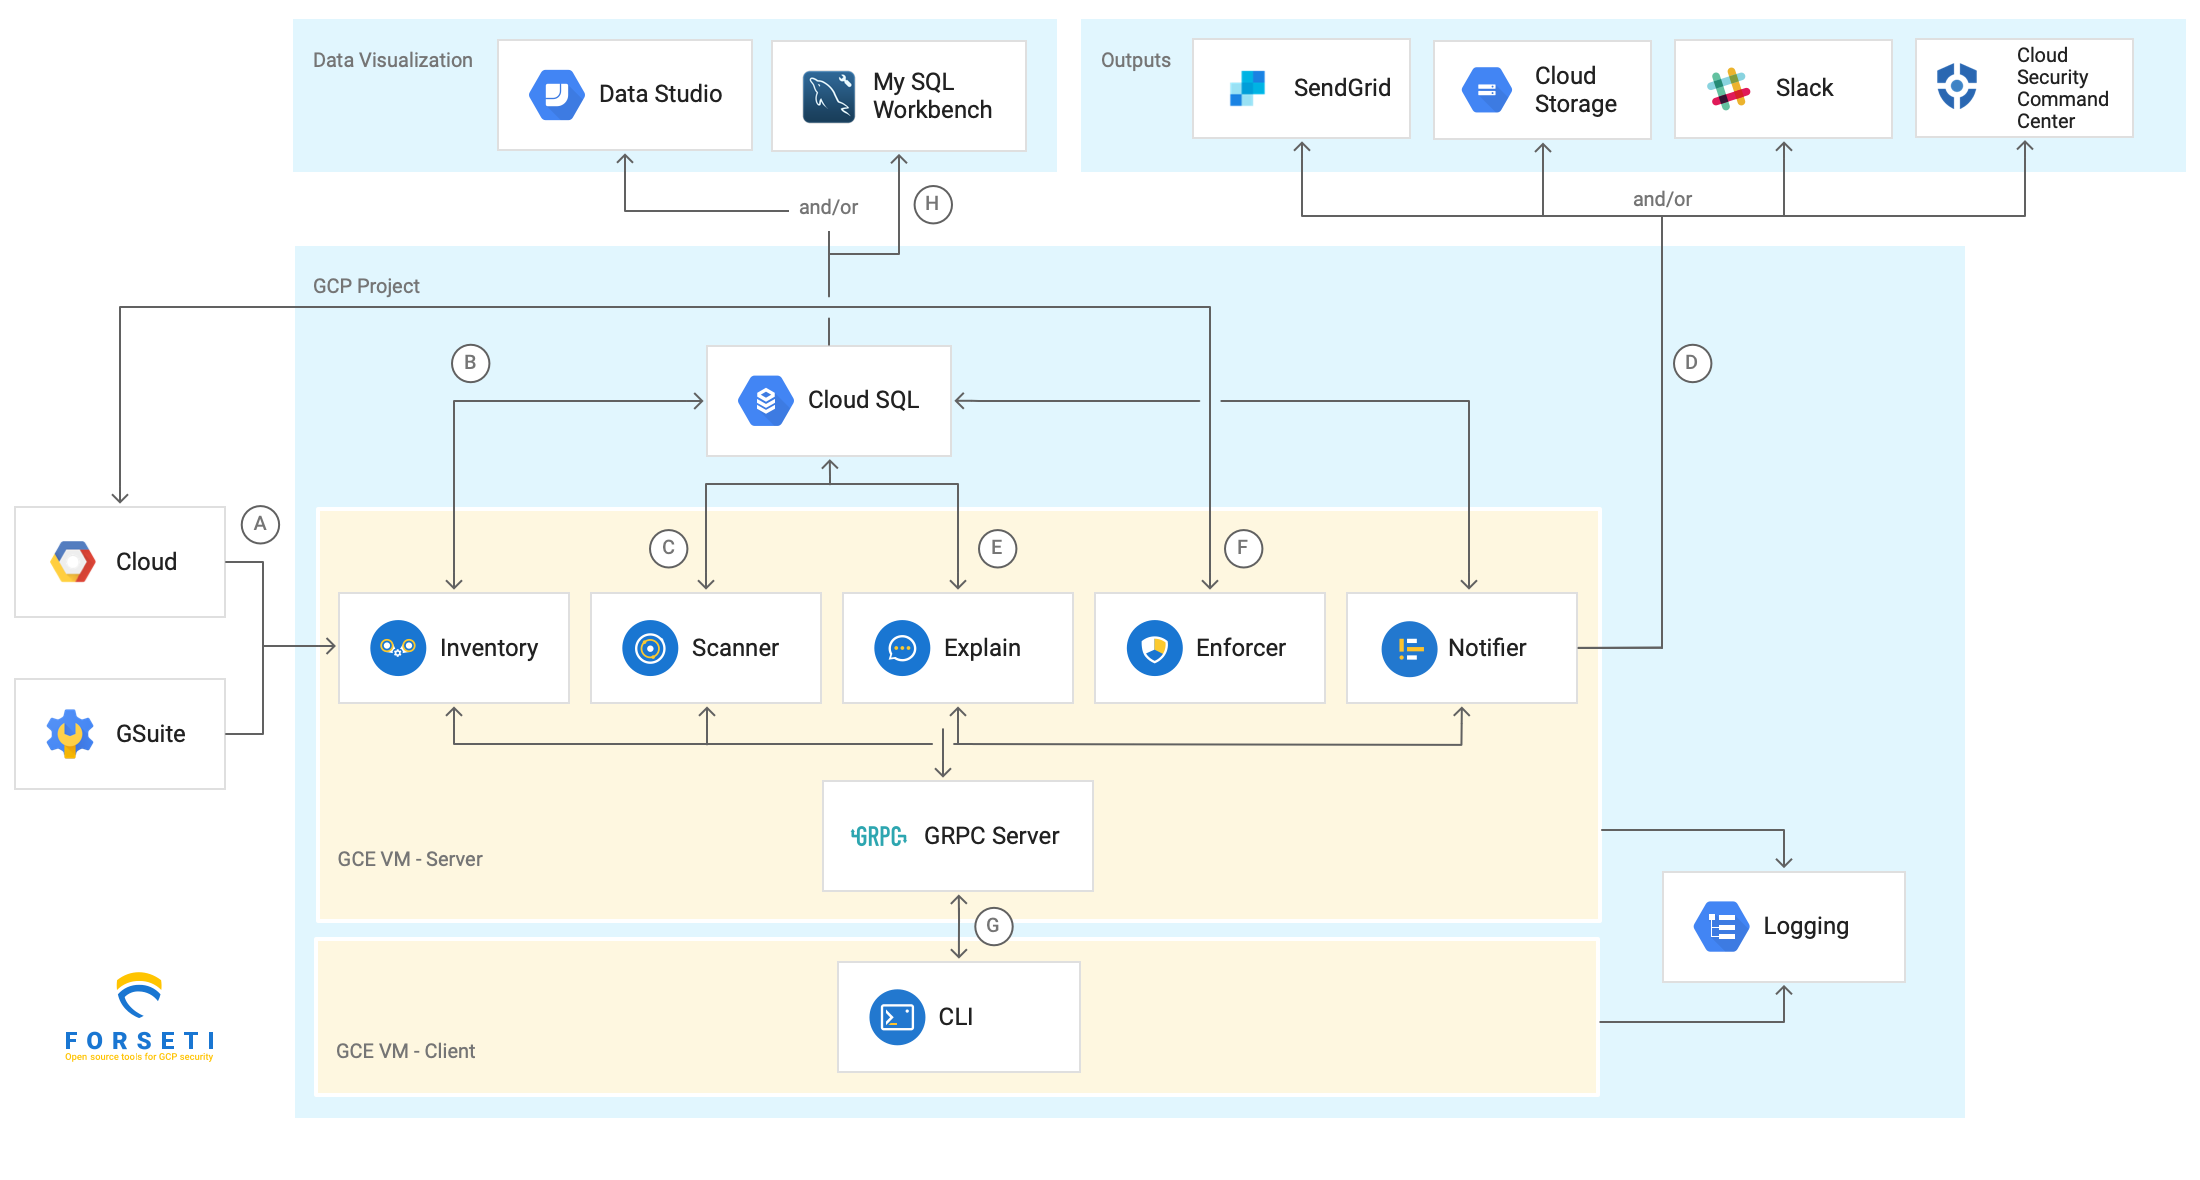 Data Visualization
Data Studio
My SQL
Workbench
Outputs
SendGrid
Cloud
Storage
Slack
Cloud
Security
Command
Center
and/or
H
and/or
GCP Project
B
Cloud SQL
D
A
Cloud
GSuite
C
E
F
Inventory
Scanner
Explain
Enforcer
Notifier
GRPC
GRPC Server
GCE VM - Server
G
Logging
CLI
GCE VM - Client
FORSETI
Open source tools for GCP security